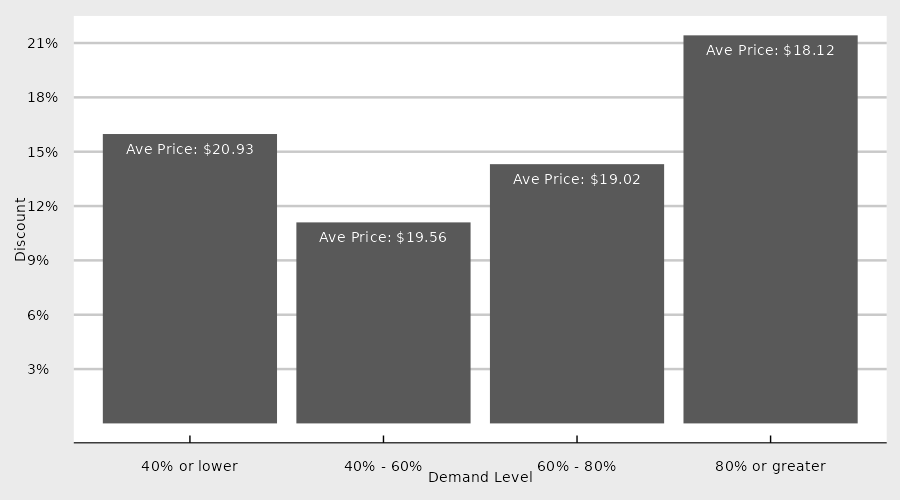 21%
18%
15%
12%
9%
6%
3%
Discount
Ave Price: $20.93
Ave Price: $19.56
Ave Price: $19.02
Ave Price: $18.12
40% or lower
40% - 60%
60% - 80%
80% or greater
Demand Level